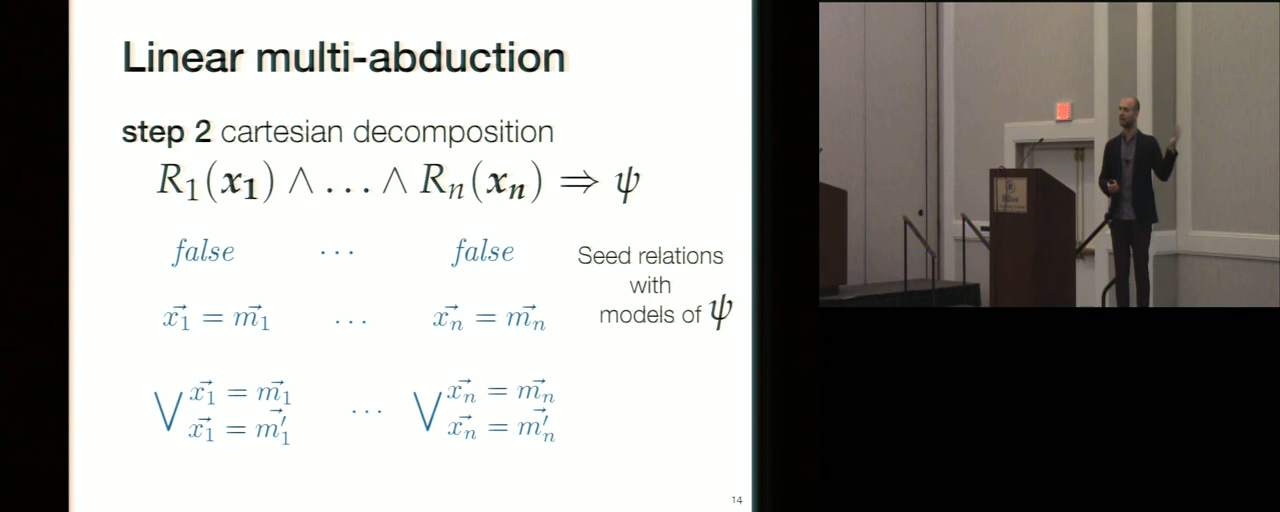 Linear multi-abduction
step 2 cartesian decomposition
R₁(x₁) ∧ … ∧ Rₙ(xₙ) ⇒ ψ
false ⋯ false
Seed relations
with
models of ψ
x⃗₁ = m⃗₁ … x⃗ₙ = m⃗ₙ
⋁ x⃗₁ = m⃗₁ ⋯ ⋁ x⃗ₙ = m⃗ₙ
x⃗₁ = m⃗′₁ x⃗ₙ = m⃗′ₙ
14
Hilton